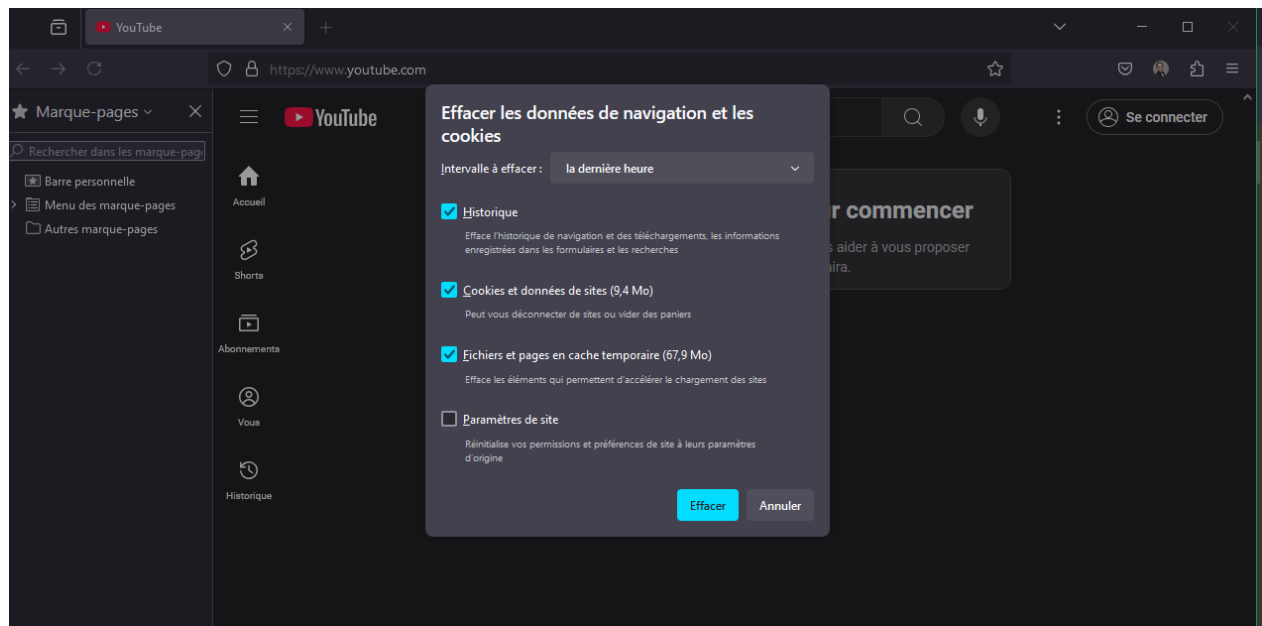 YouTube
https://www.youtube.com
Marque-pages
Rechercher dans les marque-pag
Barre personnelle
Menu des marque-pages
Autres marque-pages
YouTube
Se connecter
Accueil
Shorts
Abonnements
Vous
Historique
Effacer les données de navigation et les
cookies
Intervalle à effacer :
la dernière heure
Historique
Efface l'historique de navigation et des téléchargements, les informations
enregistrées dans les formulaires et les recherches
Cookies et données de sites (9,4 Mo)
Peut vous déconnecter de sites ou vider des paniers
Fichiers et pages en cache temporaire (67,9 Mo)
Efface les éléments qui permettent d'accélérer le chargement des sites
Paramètres de site
Réinitialise vos permissions et préférences de site à leurs paramètres
d'origine
Effacer
Annuler
r commencer
s aider à vous proposer
aira.